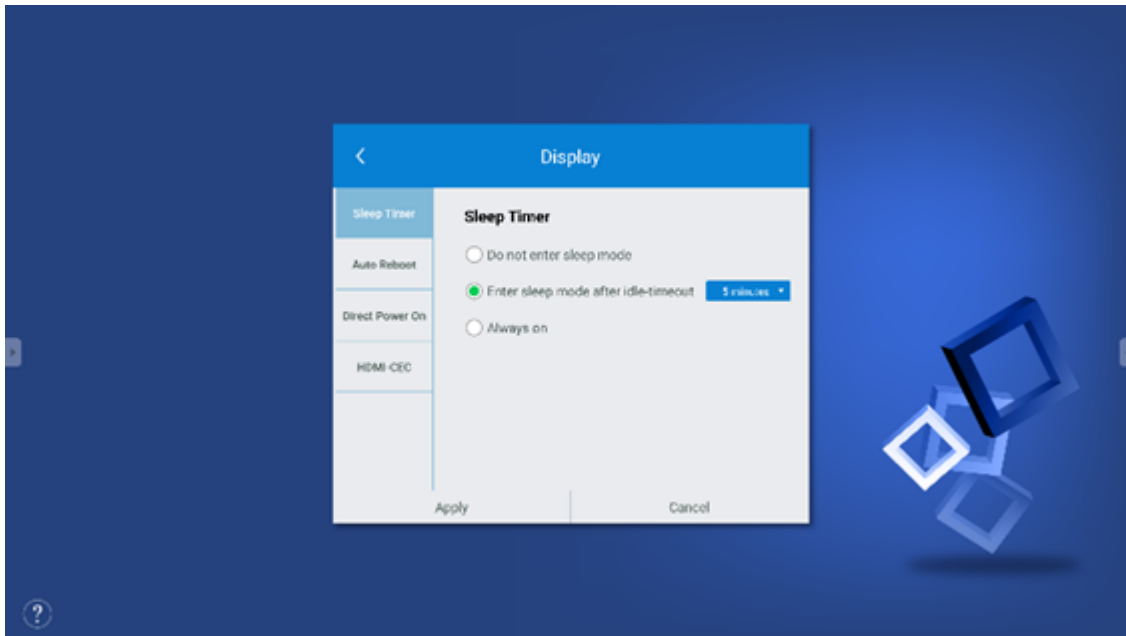 Display
Sleep Timer
Auto Reboot
Direct Power On
HDMI-CEC
Sleep Timer
Do not enter sleep mode
Enter sleep mode after idle-timeout
5 minutes
Always on
Apply
Cancel
?